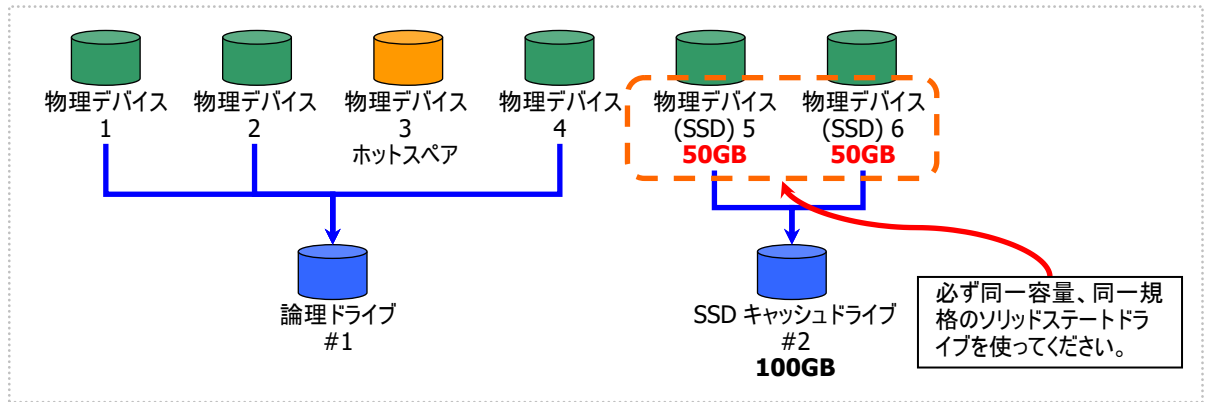 物理デバイス
1
物理デバイス
2
物理デバイス
3
ホットスペア
物理デバイス
4
物理デバイス
(SSD) 5
50GB
物理デバイス
(SSD) 6
50GB
論理ドライブ
#1
SSD キャッシュドライブ
#2
100GB
必ず同一容量、同一規
格のソリッドステートドラ
イブを使ってください。